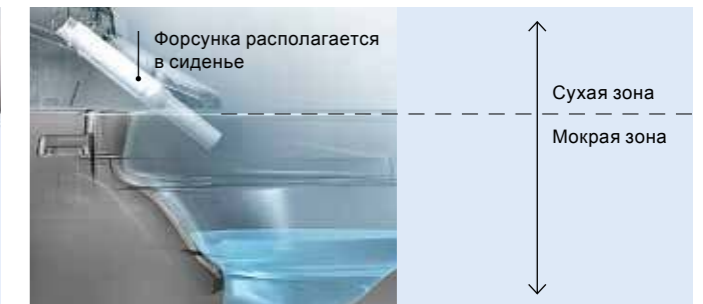 Форсунка располагается
в сиденье
Сухая зона
Мокрая зона